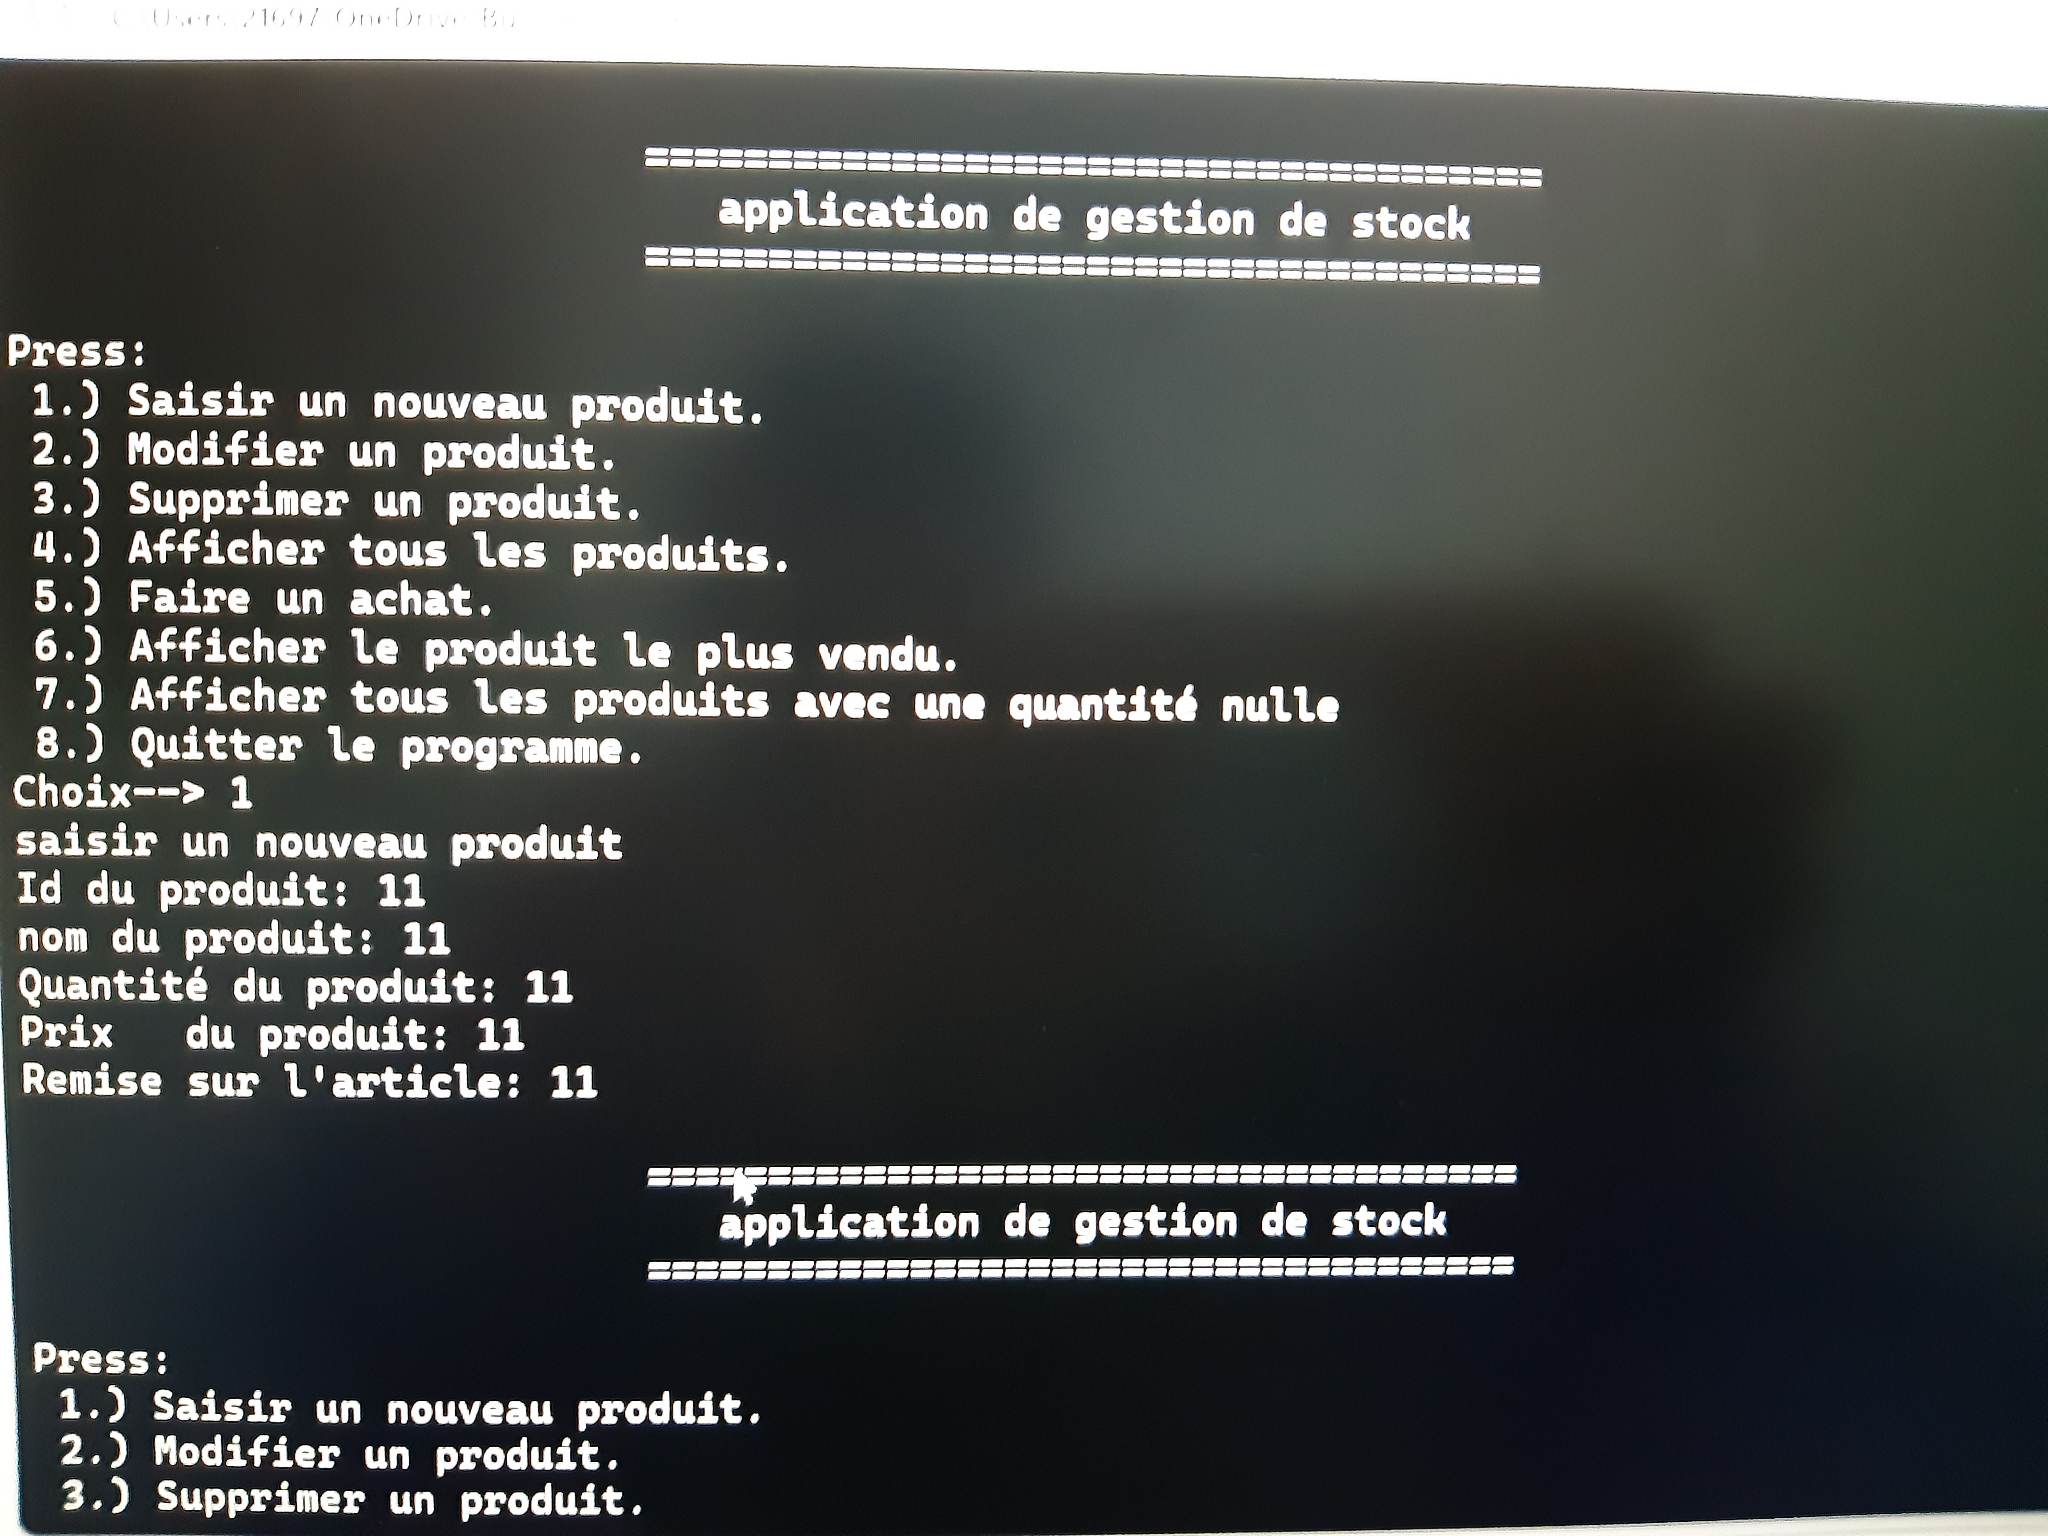 C Users 21697 OneDrive Bu
=====================================
application de gestion de stock
=====================================
Press:
1.) Saisir un nouveau produit.
2.) Modifier un produit.
3.) Supprimer un produit.
4.) Afficher tous les produits.
5.) Faire un achat.
6.) Afficher le produit le plus vendu.
7.) Afficher tous les produits avec une quantité nulle
8.) Quitter le programme.
Choix--> 1
saisir un nouveau produit
Id du produit: 11
nom du produit: 11
Quantité du produit: 11
Prix   du produit: 11
Remise sur l'article: 11
=====================================
application de gestion de stock
=====================================
Press:
1.) Saisir un nouveau produit.
2.) Modifier un produit.
3.) Supprimer un produit.